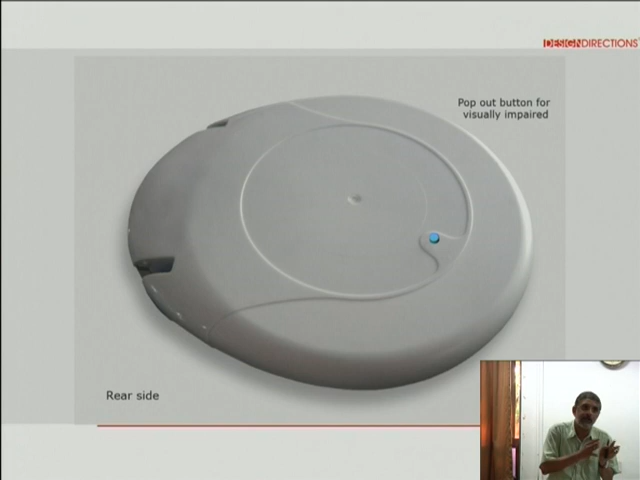 DESIGNDIRECTIONS
Pop out button for
visually impaired
Rear side